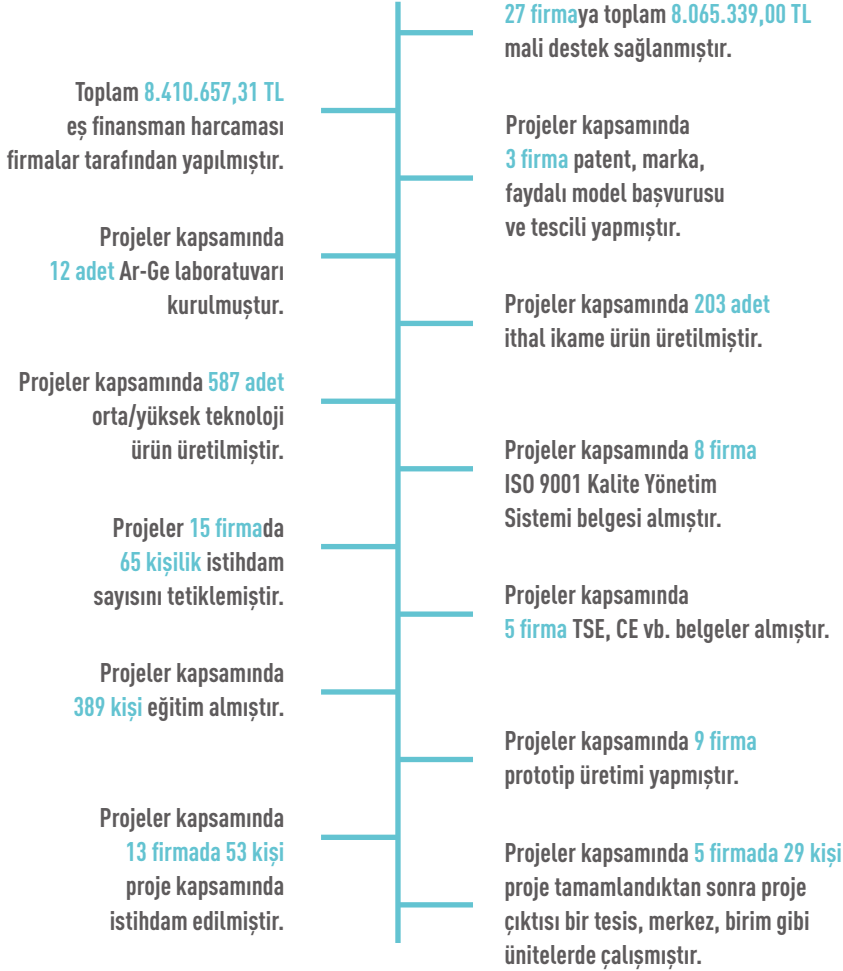 27 firmaya toplam 8.065.339,00 TL
mali destek sağlanmıştır.
Toplam 8.410.657,31 TL
eş finansman harcaması
firmalar tarafından yapılmıştır.
Projeler kapsamında
3 firma patent, marka,
faydalı model başvurusu
ve tescili yapmıştır.
Projeler kapsamında
12 adet Ar-Ge laboratuvarı
kurulmuştur.
Projeler kapsamında 203 adet
ithal ikame ürün üretilmiştir.
Projeler kapsamında 587 adet
orta/yüksek teknoloji
ürün üretilmiştir.
Projeler kapsamında 8 firma
ISO 9001 Kalite Yönetim
Sistemi belgesi almıştır.
Projeler 15 firmada
65 kişilik istihdam
sayısını tetiklemiştir.
Projeler kapsamında
5 firma TSE, CE vb. belgeler almıştır.
Projeler kapsamında
389 kişi eğitim almıştır.
Projeler kapsamında 9 firma
prototip üretimi yapmıştır.
Projeler kapsamında
13 firmada 53 kişi
proje kapsamında
istihdam edilmiştir.
Projeler kapsamında 5 firmada 29 kişi
proje tamamlandıktan sonra proje
çıktısı bir tesis, merkez, birim gibi
ünitelerde çalışmıştır.